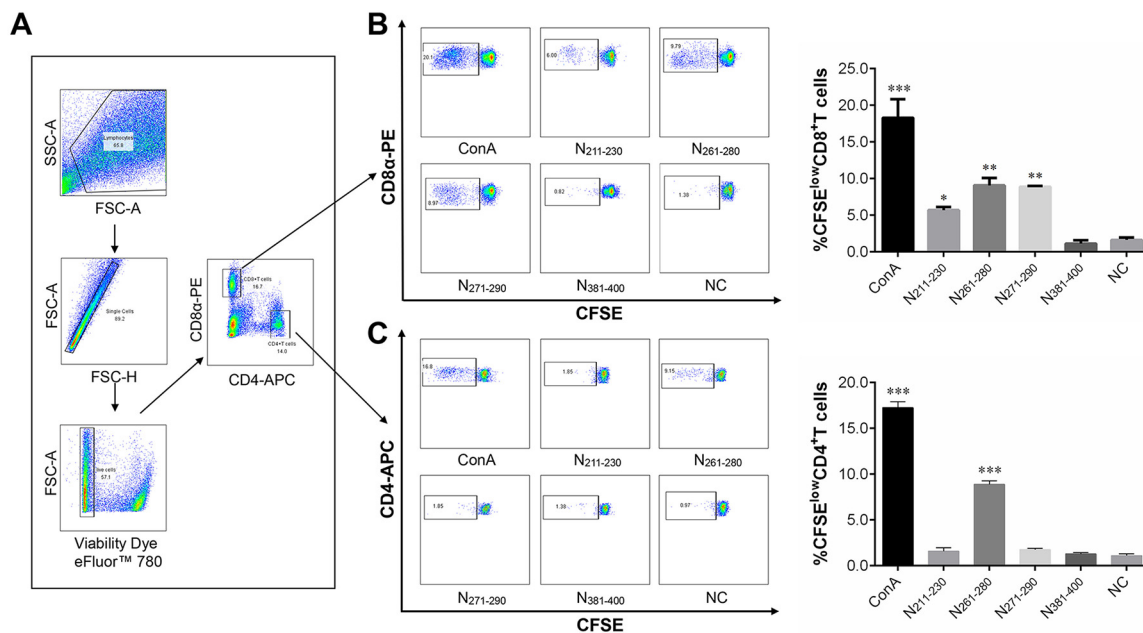 A
SSC-A
Lymphocytes
65.8
FSC-A
FSC-A
Single Cells
69.2
FSC-H
FSC-A
live cells
57.1
Viability Dye
eFluor™ 780
CD8α-PE
CD8+T cells
16.7
CD4+T cells
14.0
CD4-APC
B
CD8α-PE
20.1
6.00
9.79
ConA
N211-230
N261-280
8.97
0.82
1.38
N271-290
N381-400
NC
CFSE
%CFSElowCD8+T cells
25.0
20.0
15.0
10.0
5.0
0.0
***
*
**
**
ConA
N211-230
N261-280
N271-290
N381-400
NC
C
CD4-APC
16.8
1.85
9.15
ConA
N211-230
N261-280
1.85
1.39
0.97
N271-290
N381-400
NC
CFSE
%CFSElowCD4+T cells
20.0
15.0
10.0
5.0
0.0
***
***
ConA
N211-230
N261-280
N271-290
N381-400
NC